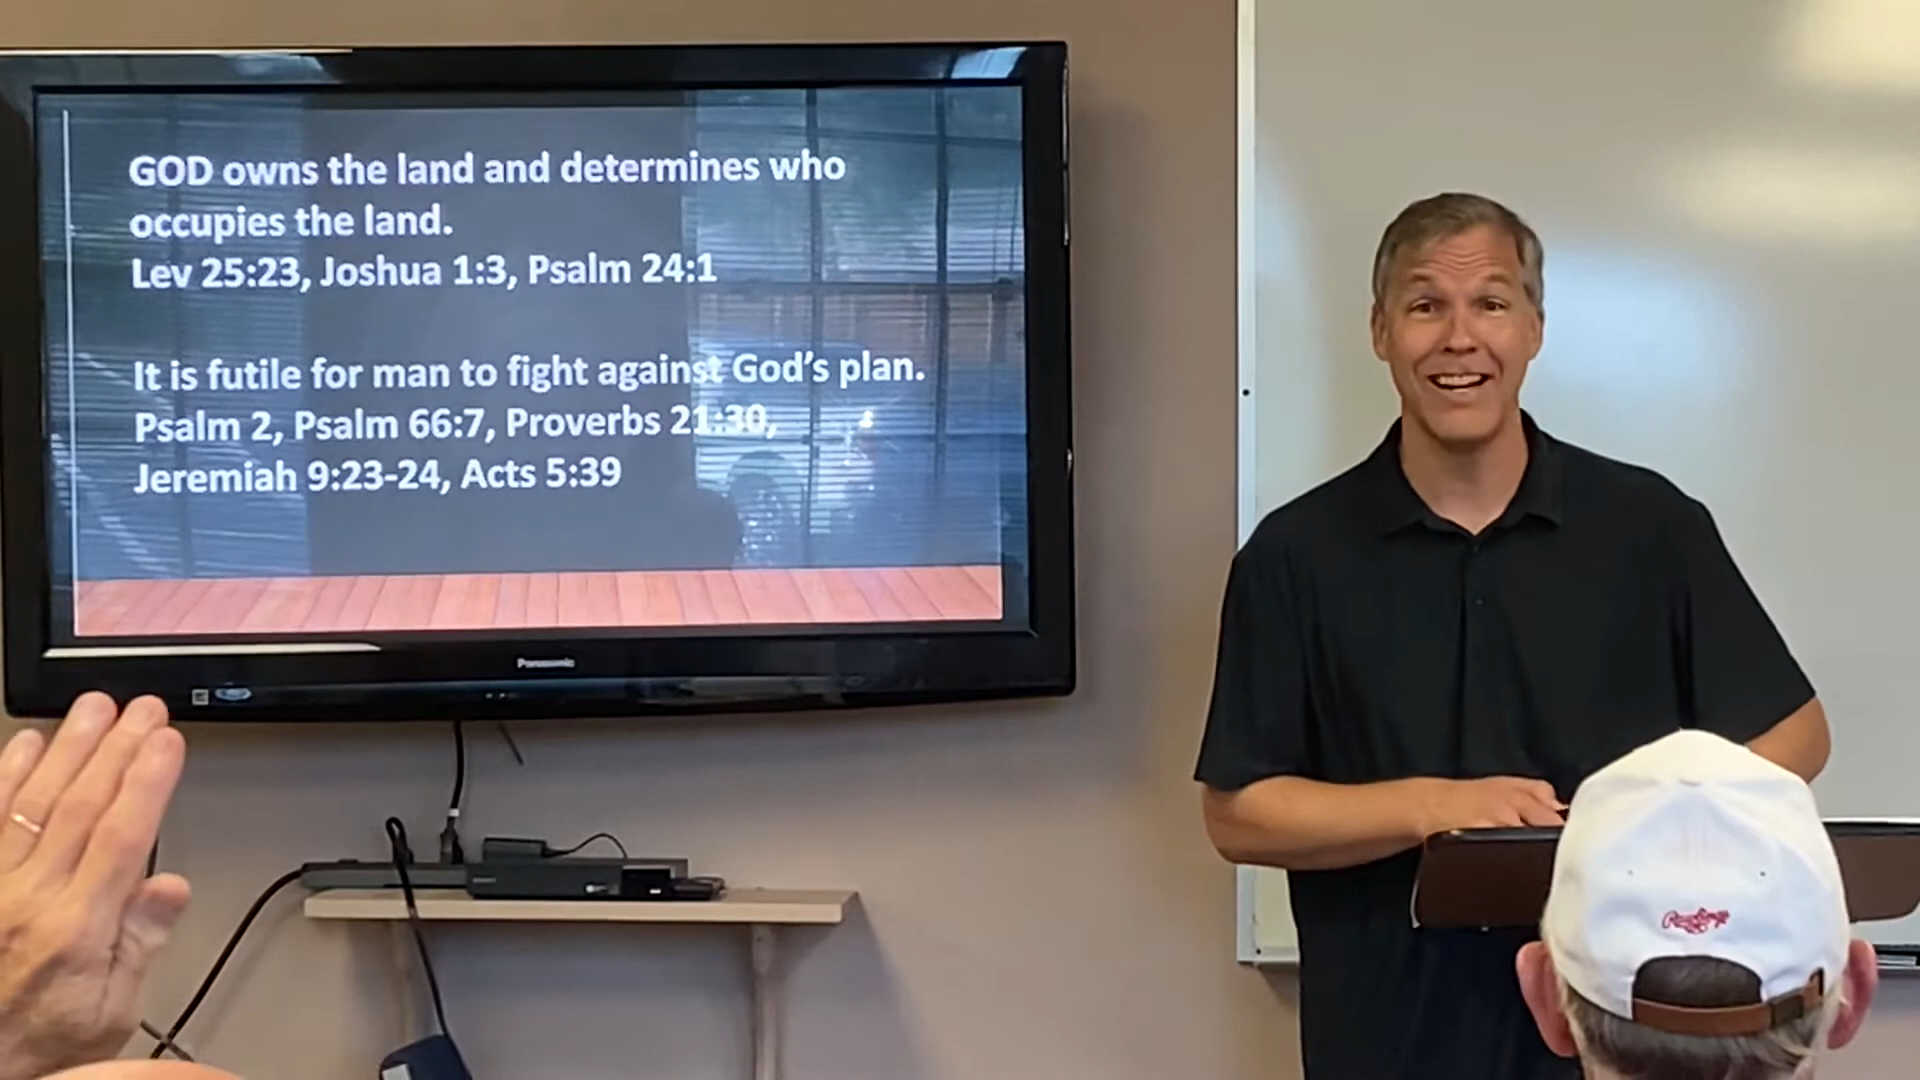 GOD owns the land and determines who
occupies the land.
Lev 25:23, Joshua 1:3, Psalm 24:1
It is futile for man to fight against God's plan.
Psalm 2, Psalm 66:7, Proverbs 21:30,
Jeremiah 9:23-24, Acts 5:39
Panasonic
Rawlings